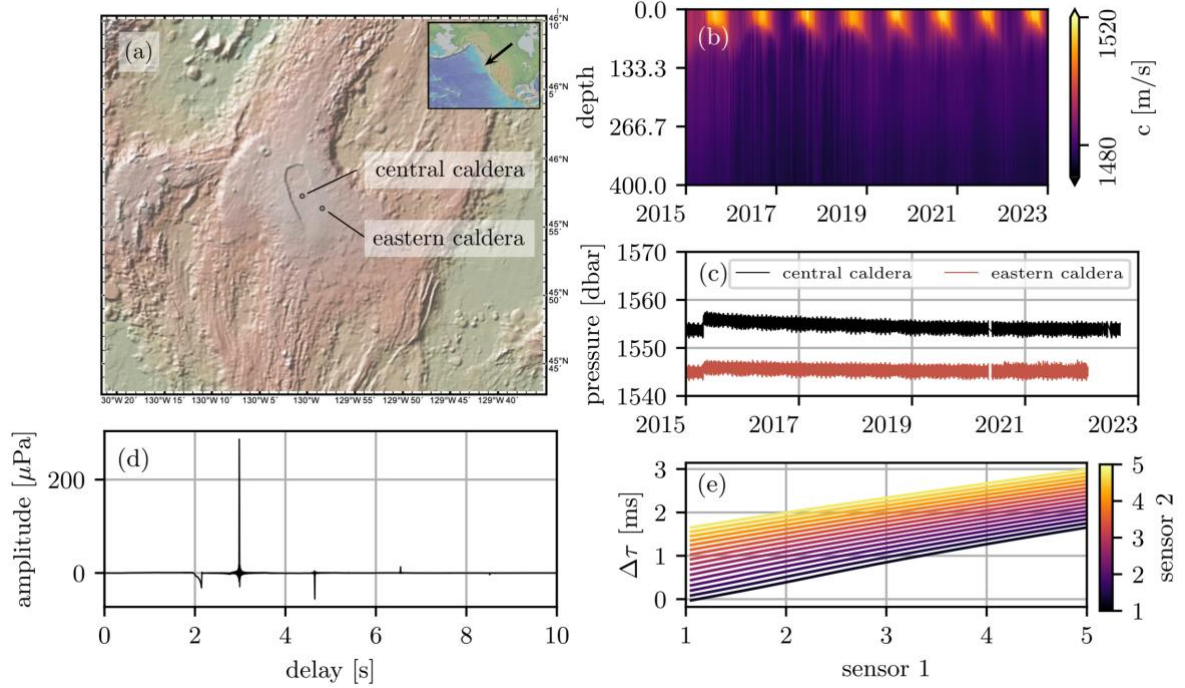 (a)
46°N
10'
46°N
5'
46°N
central caldera
45°N
55'
eastern caldera
45°N
50'
45°N
45'
30°W 20' 130°W 15' 130°W 10' 130°W 5' 130°W 129°W 55' 129°W 50' 129°W 45' 129°W 40'
(b)
0.0
133.3
266.7
400.0
depth
2015 2017 2019 2021 2023
1520
1480
c [m/s]
(c)
central caldera eastern caldera
1570
1560
1550
1540
pressure [dbar]
2015 2017 2019 2021 2023
(d)
200
0
amplitude [μPa]
0 2 4 6 8 10
delay [s]
(e)
3
2
1
0
Δτ [ms]
1 2 3 4 5
sensor 1
5
4
3
2
1
sensor 2